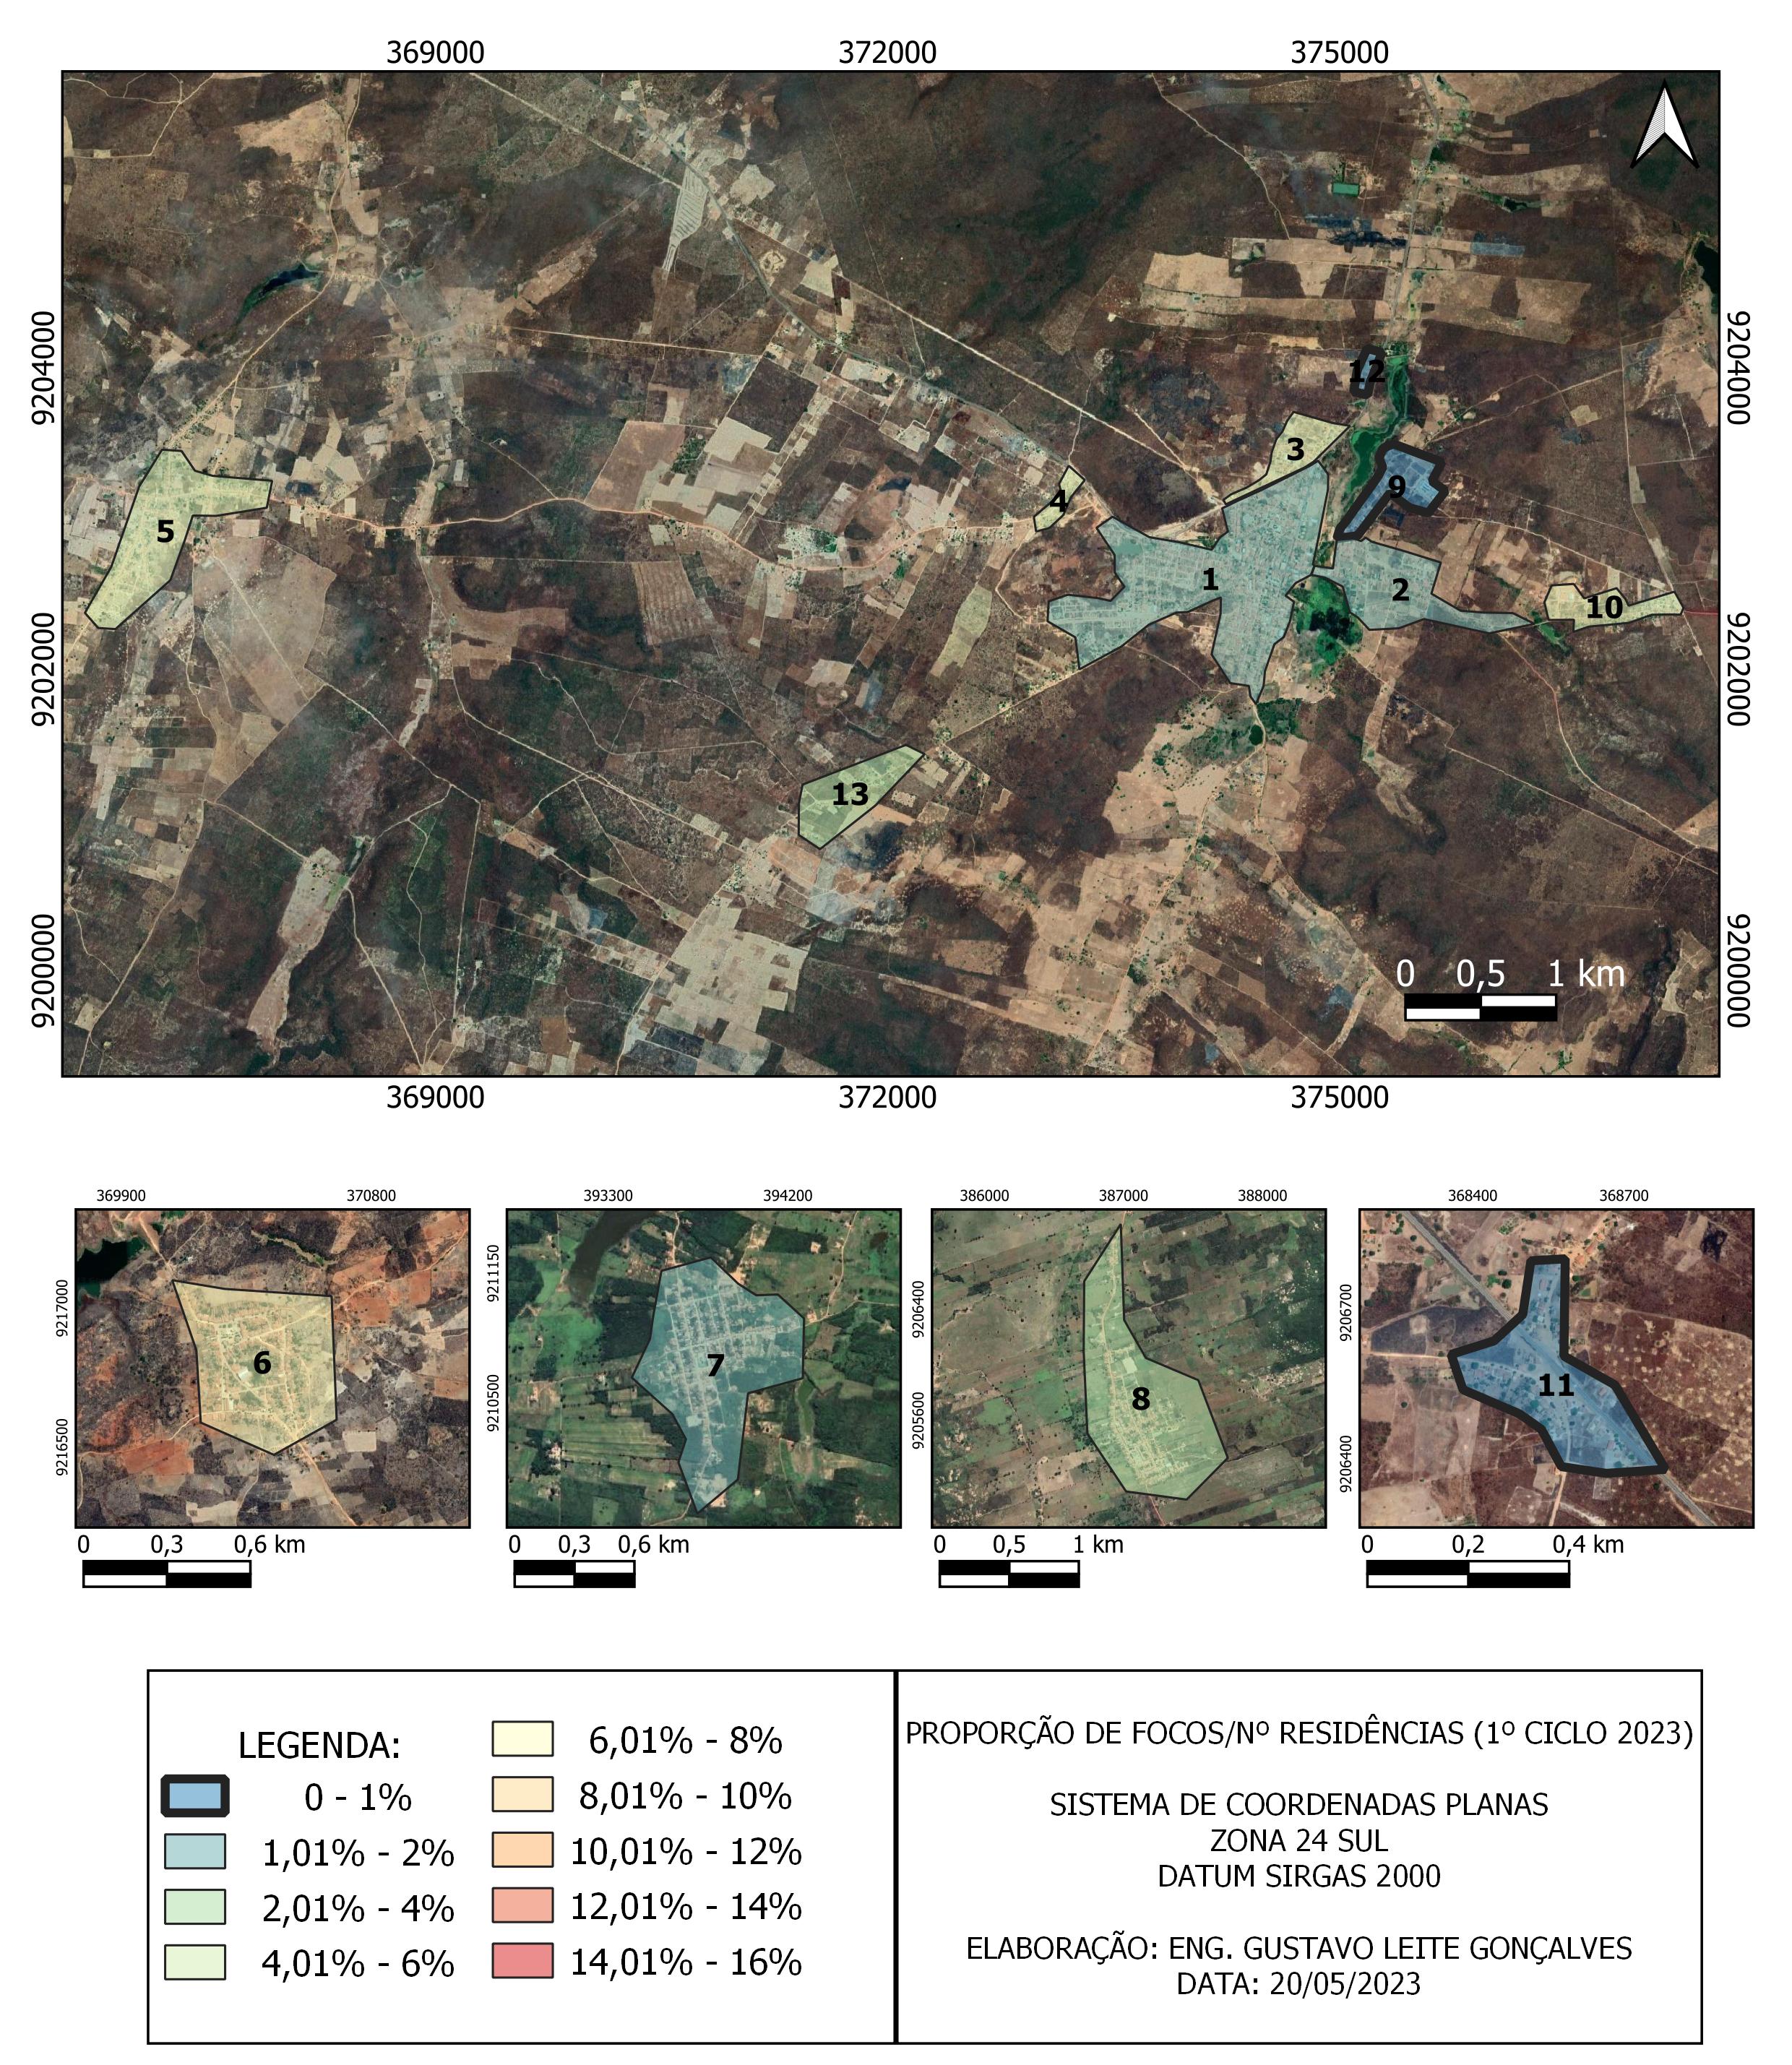 369000 372000 375000
9204000 9204000
9202000 9202000
9200000 9200000
12
3
9
4
5
1
2
10
13
0 0,5 1 km
369000 372000 375000
369900 370800
9217000
9216500
6
0 0,3 0,6 km
393300 394200
9211150
9210500
7
0 0,3 0,6 km
386000 387000 388000
9206400
9205600
8
0 0,5 1 km
368400 368700
9206700
9206400
11
0 0,2 0,4 km
LEGENDA:
0 - 1%
1,01% - 2%
2,01% - 4%
4,01% - 6%
6,01% - 8%
8,01% - 10%
10,01% - 12%
12,01% - 14%
14,01% - 16%
PROPORÇÃO DE FOCOS/Nº RESIDÊNCIAS (1º CICLO 2023)
SISTEMA DE COORDENADAS PLANAS
ZONA 24 SUL
DATUM SIRGAS 2000
ELABORAÇÃO: ENG. GUSTAVO LEITE GONÇALVES
DATA: 20/05/2023